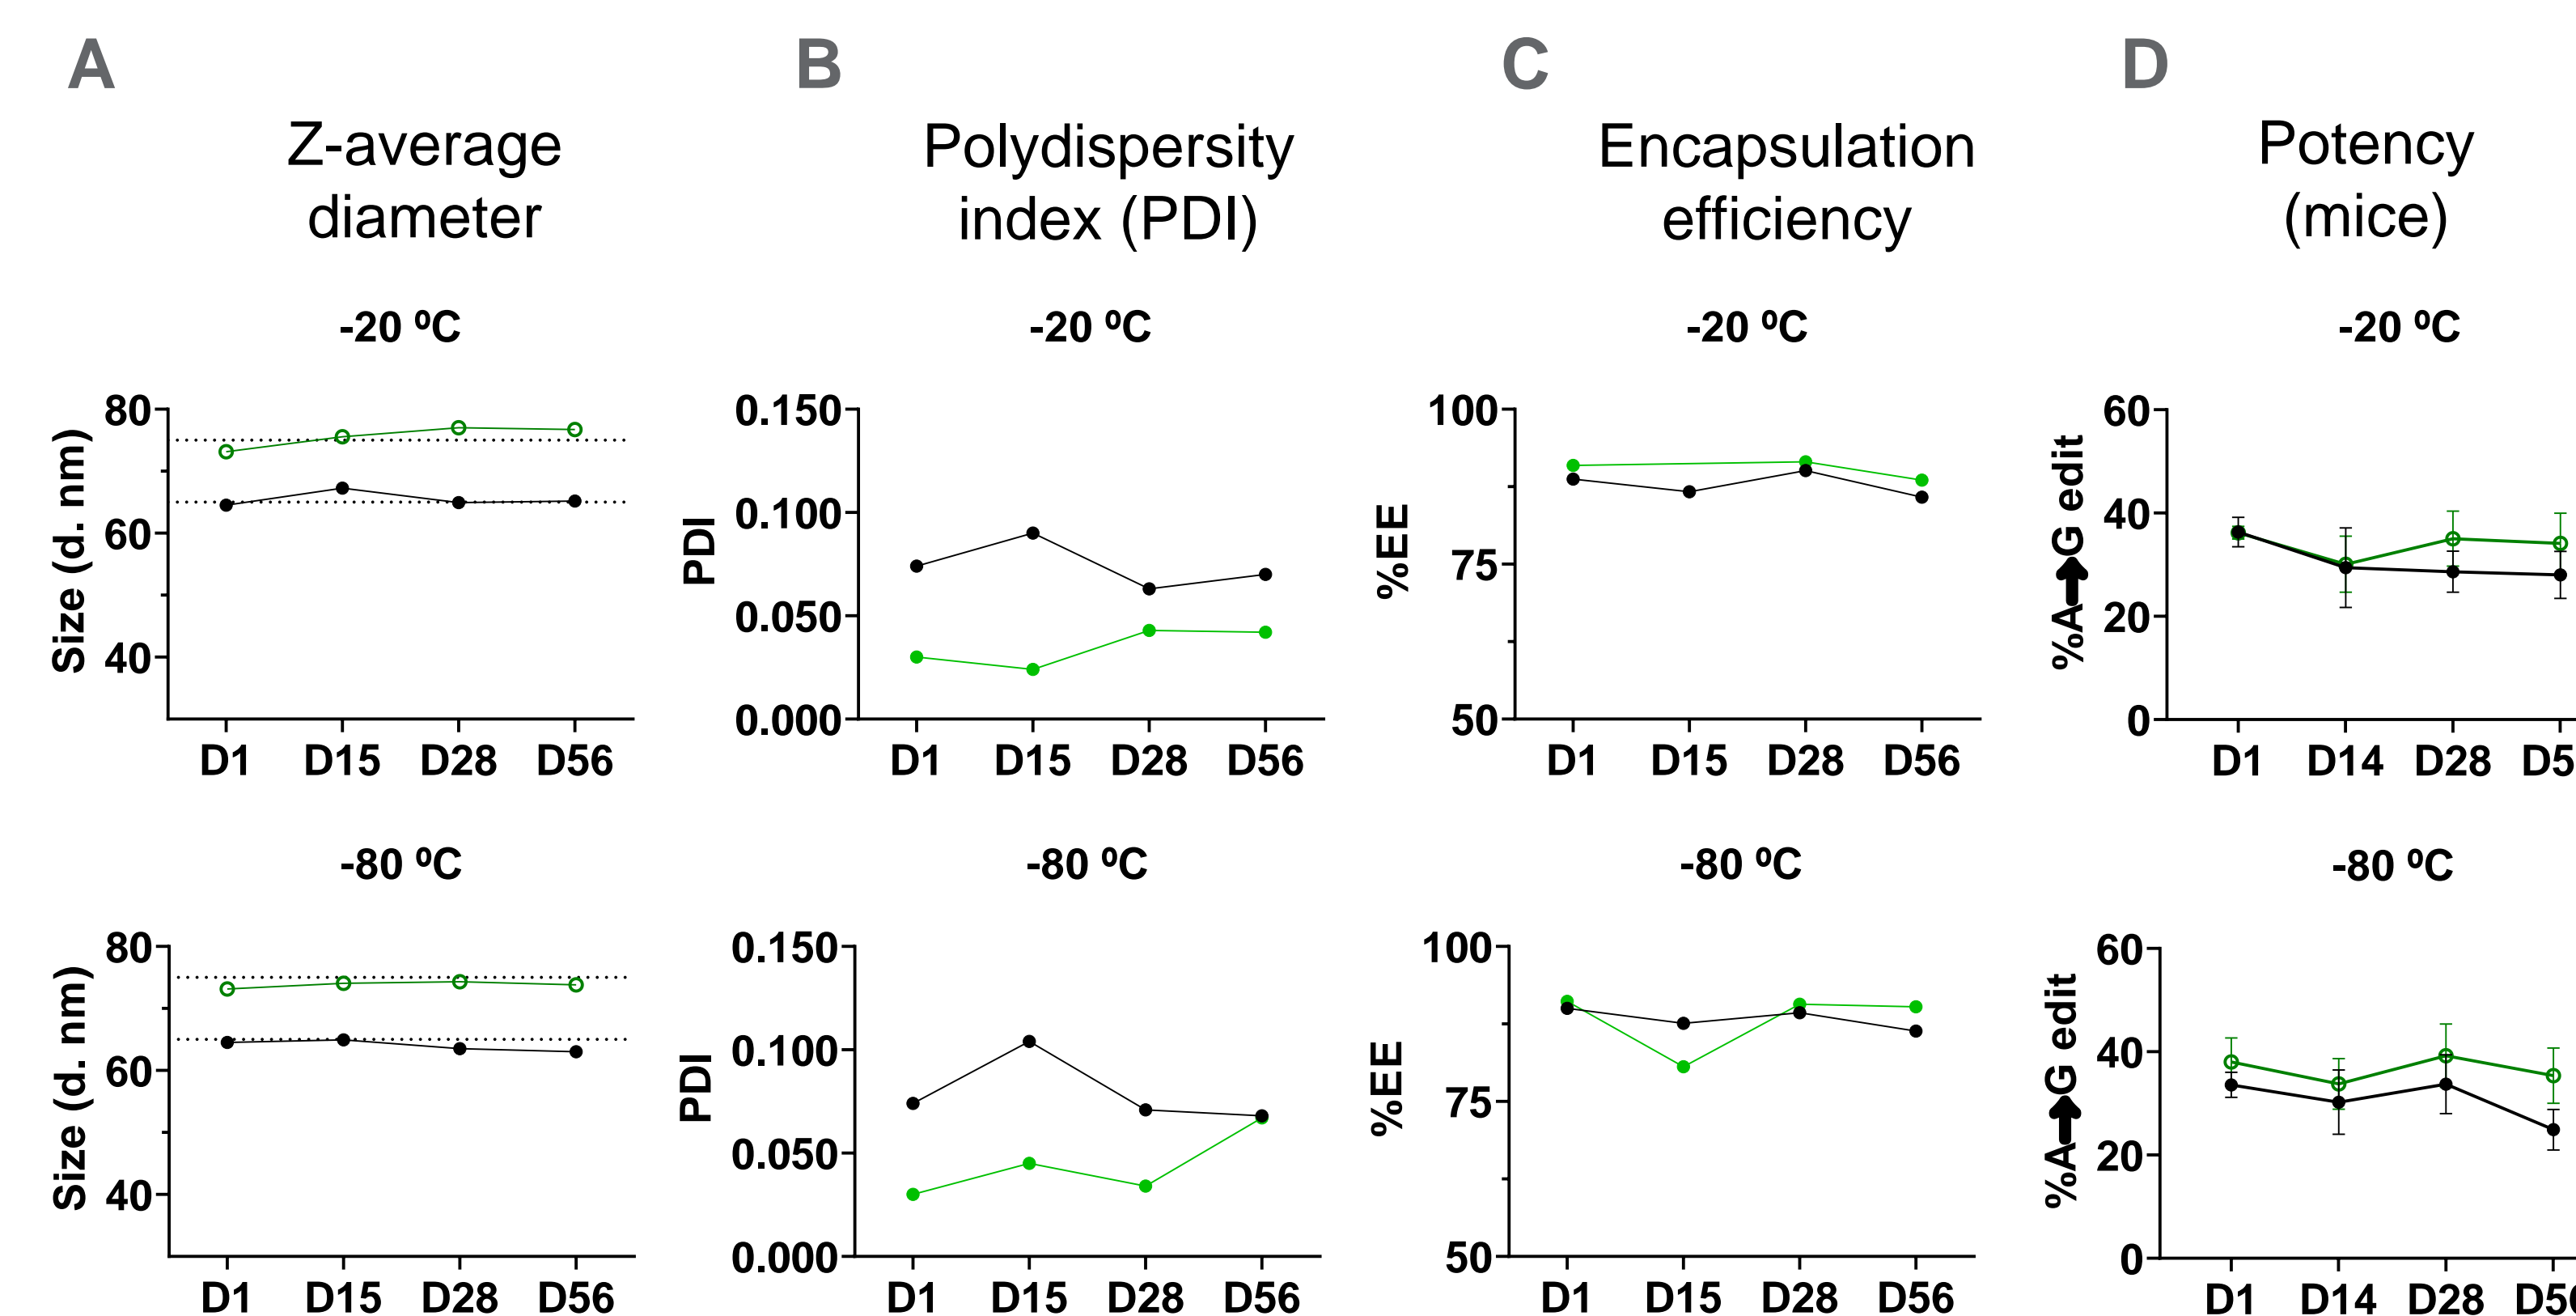 A
B
C
D
Z-average
diameter
Polydispersity
index (PDI)
Encapsulation
efficiency
Potency
(mice)
-20 ºC
-20 ºC
-20 ºC
-20 ºC
Size (d. nm)
80
60
40
D1 D15 D28 D56
PDI
0.150
0.100
0.050
0.000
D1 D15 D28 D56
%EE
100
75
50
D1 D15 D28 D56
%A➡G edit
60
40
20
0
D1 D14 D28 D5
-80 ºC
-80 ºC
-80 ºC
-80 ºC
Size (d. nm)
80
60
40
D1 D15 D28 D56
PDI
0.150
0.100
0.050
0.000
D1 D15 D28 D56
%EE
100
75
50
D1 D15 D28 D56
%A➡G edit
60
40
20
0
D1 D14 D28 D56